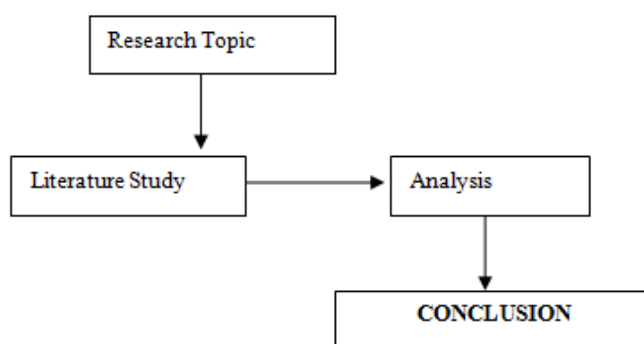 Research Topic
Literature Study
Analysis
CONCLUSION